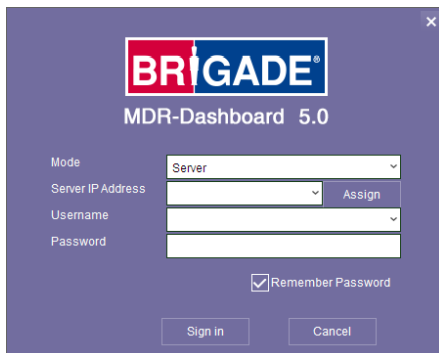 BRIGADE®
MDR-Dashboard 5.0
Mode Server
Server IP Address Assign
Username
Password
Remember Password
Sign in Cancel